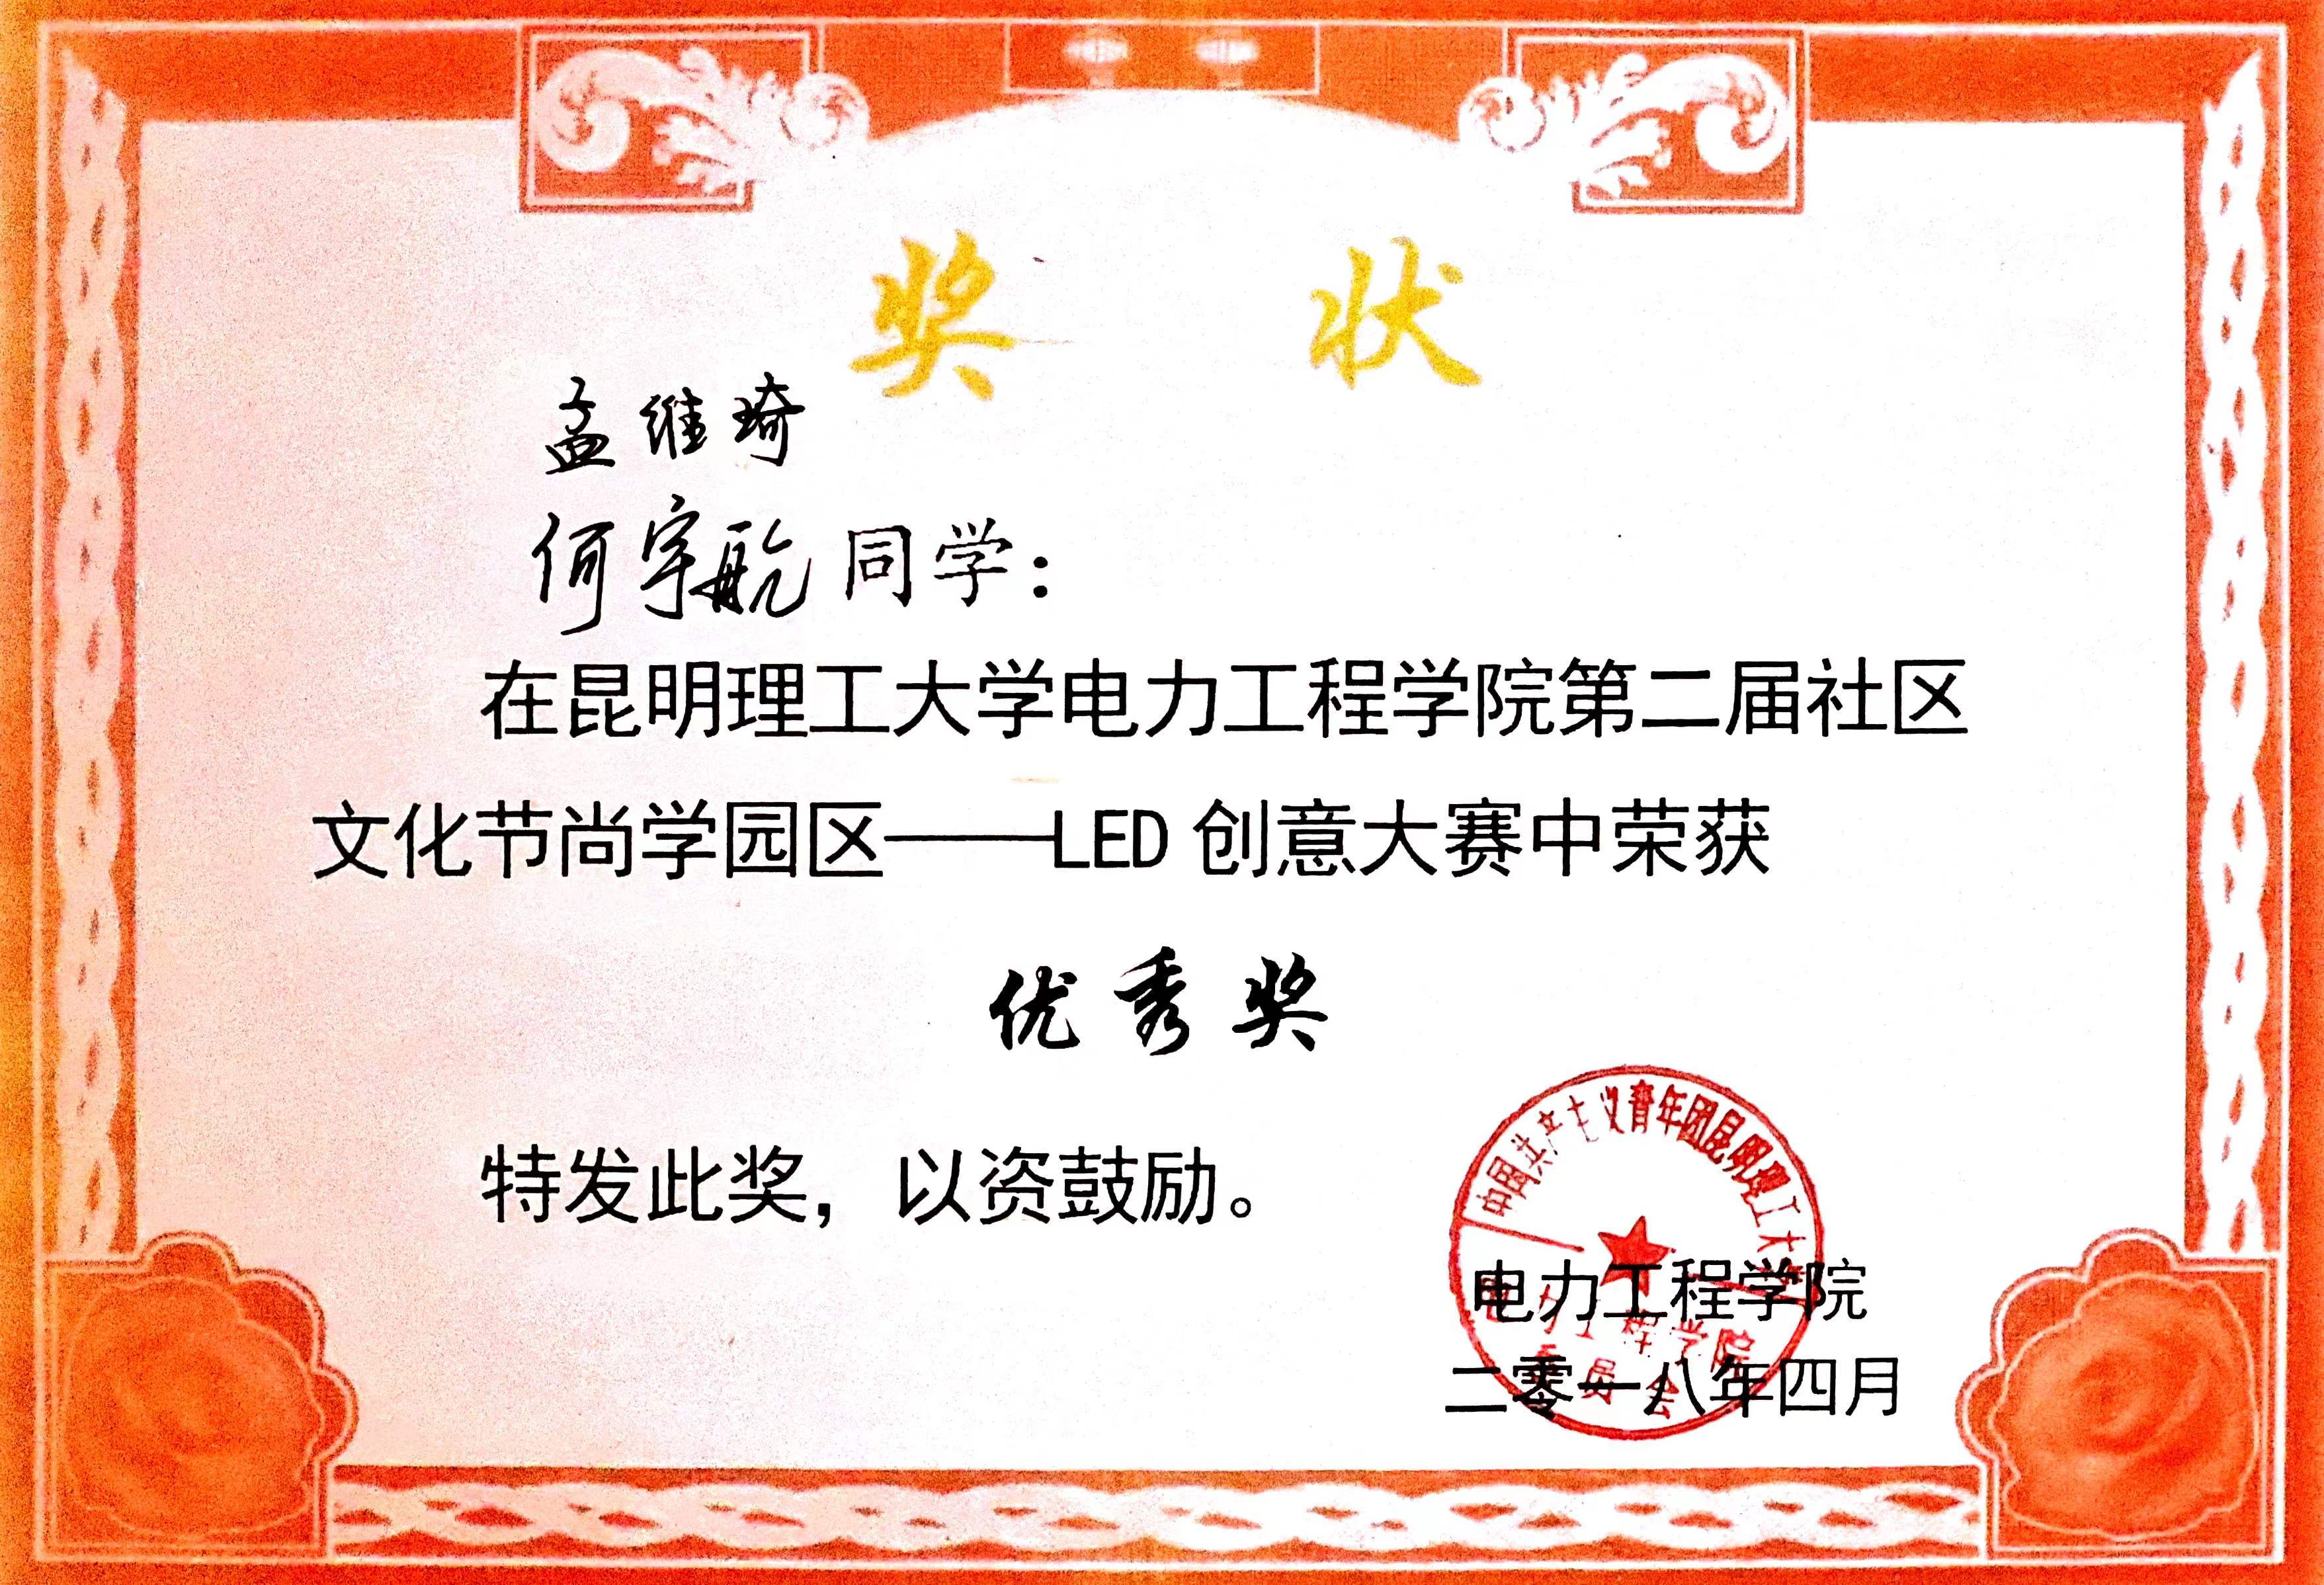 奖 状
孟维琦
何宇航同学：
在昆明理工大学电力工程学院第二届社区
文化节尚学园区——LED 创意大赛中荣获
优秀奖
特发此奖，以资鼓励。
中国共产主义青年团昆明理工大学
电力工程学院
委员会
电力工程学院
二零一八年四月